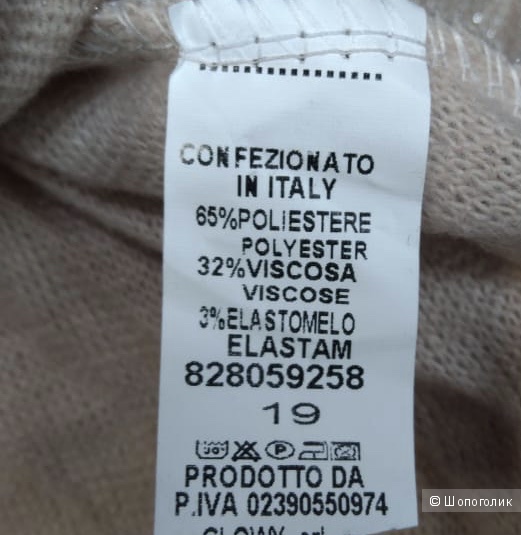 CONFEZIONATO
IN ITALY
65%POLIESTERE
POLYESTER
32%VISCOSA
VISCOSE
3%ELASTOMELO
ELASTAM
828059258
19
P
PRODOTTO DA
P.IVA 02390550974
© Шопоголик